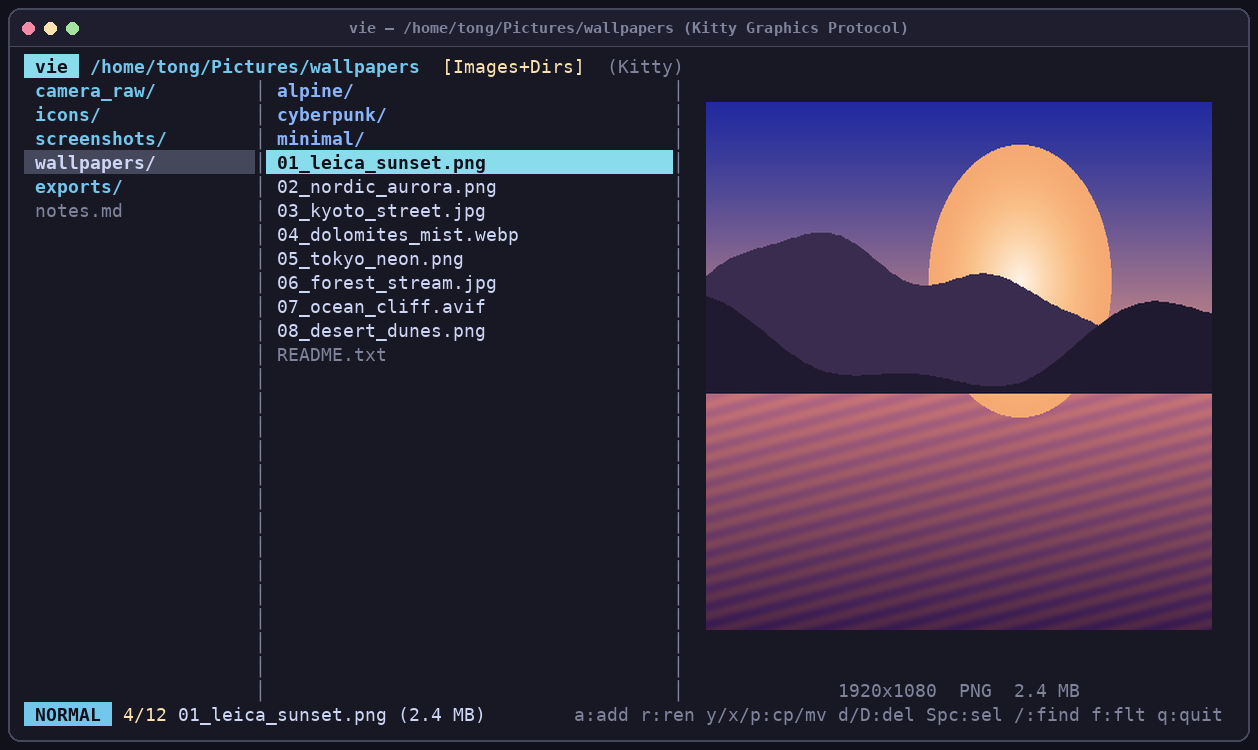 vie — /home/tong/Pictures/wallpapers (Kitty Graphics Protocol)
vie /home/tong/Pictures/wallpapers [Images+Dirs] (Kitty)
camera_raw/
icons/
screenshots/
wallpapers/
exports/
notes.md
alpine/
cyberpunk/
minimal/
01_leica_sunset.png
02_nordic_aurora.png
03_kyoto_street.jpg
04_dolomites_mist.webp
05_tokyo_neon.png
06_forest_stream.jpg
07_ocean_cliff.avif
08_desert_dunes.png
README.txt
1920x1080 PNG 2.4 MB
NORMAL 4/12 01_leica_sunset.png (2.4 MB) a:add r:ren y/x/p:cp/mv d/D:del Spc:sel /:find f:flt q:quit